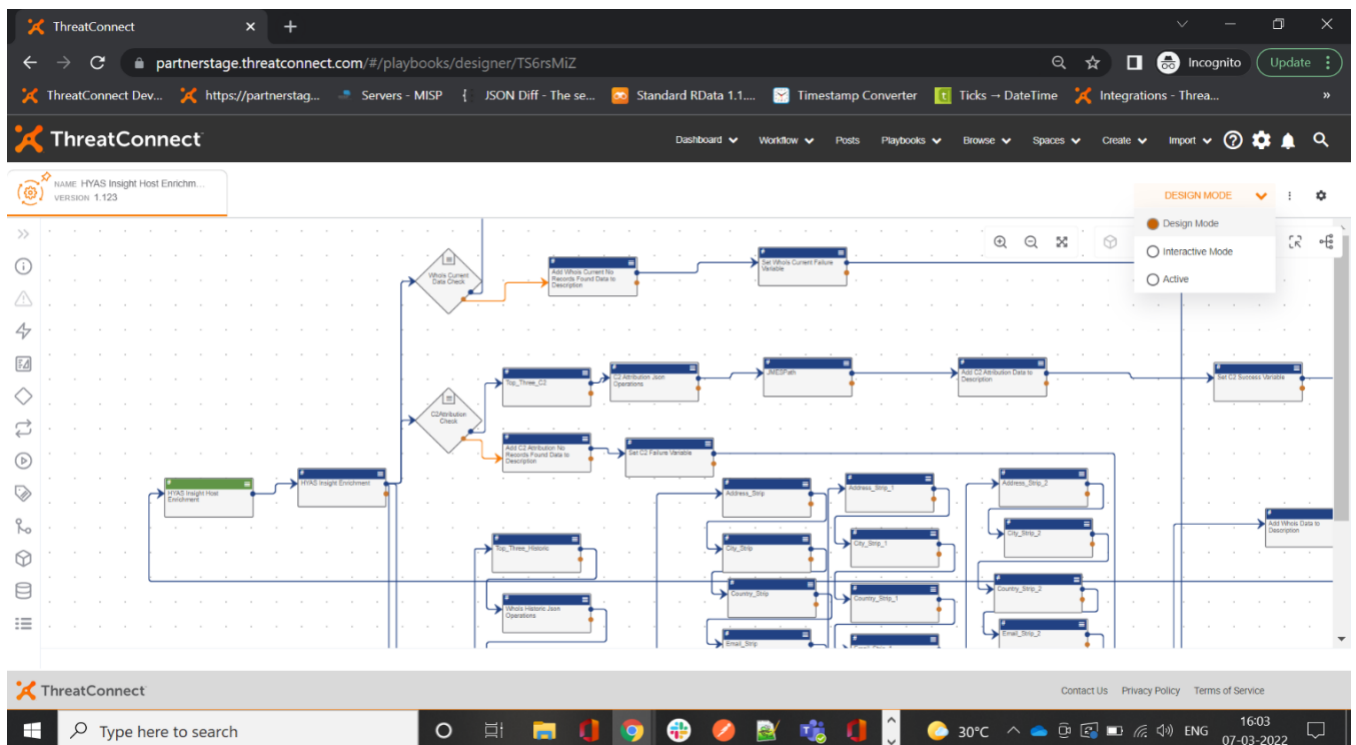 ThreatConnect
partnerstage.threatconnect.com/#/playbooks/designer/TS6rsMiZ
Incognito
Update
ThreatConnect Dev...
https://partnerstag...
Servers - MISP
{ JSON Diff - The se...
Standard RData 1.1....
Timestamp Converter
Ticks → DateTime
Integrations - Threa...
»
ThreatConnect
Dashboard
Workflow
Posts
Playbooks
Browse
Spaces
Create
Import
NAME HYAS Insight Host Enrichm...
VERSION 1.123
DESIGN MODE
Design Mode
Interactive Mode
Active
Whois Current
Data Check
Add Whois Current No
Records Found Data to
Description
Set Whois Current Failure
Variable
C2Attribution
Check
Top_Three_C2
C2 Attribution Json
Operations
JMESPath
Add C2 Attribution Data to
Description
Set C2 Success Variable
Add C2 Attribution No
Records Found Data to
Description
Set C2 Failure Variable
HYAS Insight Host
Enrichment
HYAS Insight Enrichment
Address_Strip
Address_Strip_1
Address_Strip_2
Top_Three_Historic
City_Strip
City_Strip_1
City_Strip_2
Add Whois Data to
Description
Whois Historic Json
Operations
Country_Strip
Country_Strip_1
Country_Strip_2
Email_Strip
Email_Strip_2
ThreatConnect
Contact Us
Privacy Policy
Terms of Service
Type here to search
30°C
ENG
16:03
07-03-2022